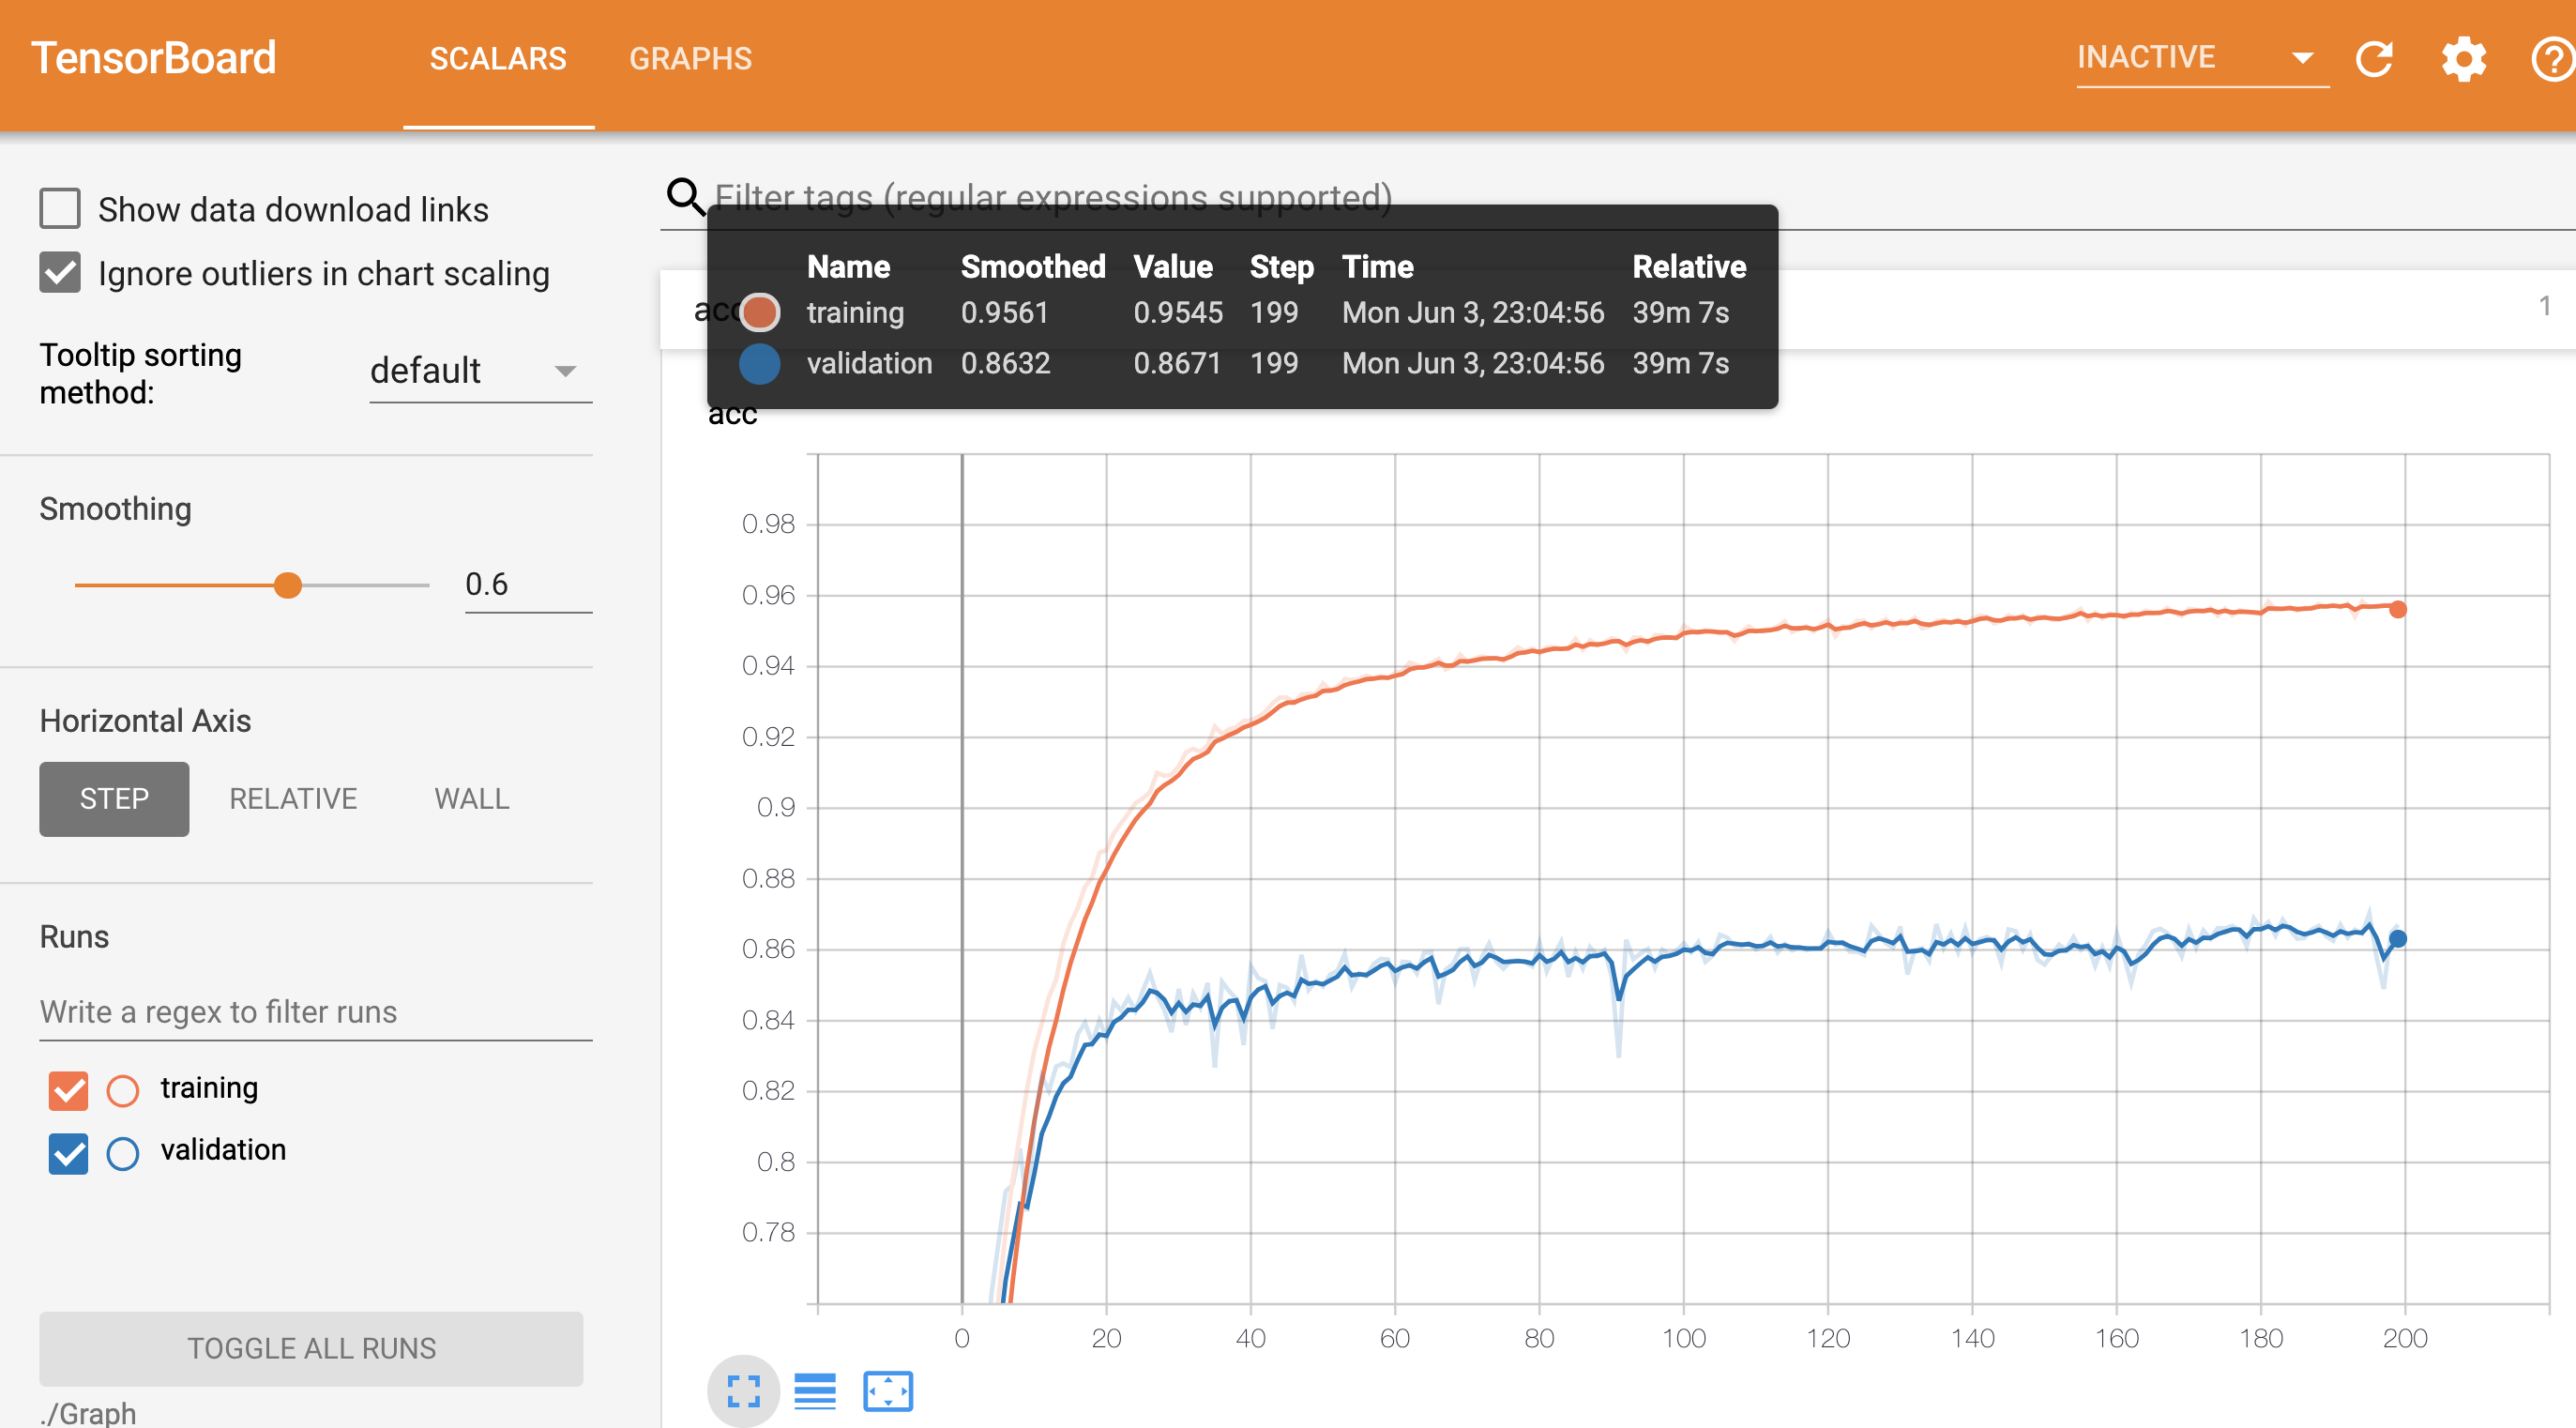 TensorBoard SCALARS GRAPHS INACTIVE
Show data download links
Ignore outliers in chart scaling
Tooltip sorting
method:
default
Smoothing
0.6
Horizontal Axis
STEP RELATIVE WALL
Runs
Write a regex to filter runs
training
validation
TOGGLE ALL RUNS
./Graph
Filter tags (regular expressions supported)
acc
1
Name Smoothed Value Step Time Relative
training 0.9561 0.9545 199 Mon Jun 3, 23:04:56 39m 7s
validation 0.8632 0.8671 199 Mon Jun 3, 23:04:56 39m 7s
acc
0.98
0.96
0.94
0.92
0.9
0.88
0.86
0.84
0.82
0.8
0.78
0 20 40 60 80 100 120 140 160 180 200